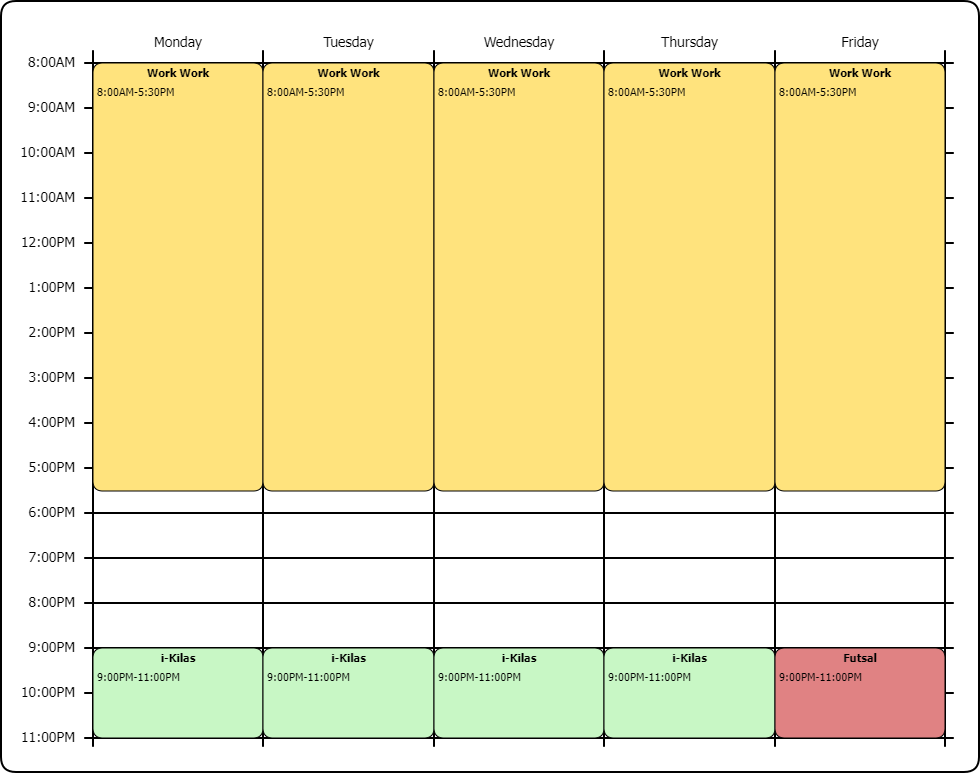 Monday Tuesday Wednesday Thursday Friday
8:00AM
Work Work Work Work Work Work Work Work Work Work
8:00AM-5:30PM 8:00AM-5:30PM 8:00AM-5:30PM 8:00AM-5:30PM 8:00AM-5:30PM
9:00AM
10:00AM
11:00AM
12:00PM
1:00PM
2:00PM
3:00PM
4:00PM
5:00PM
6:00PM
7:00PM
8:00PM
9:00PM
i-Kilas i-Kilas i-Kilas i-Kilas Futsal
9:00PM-11:00PM 9:00PM-11:00PM 9:00PM-11:00PM 9:00PM-11:00PM 9:00PM-11:00PM
10:00PM
11:00PM